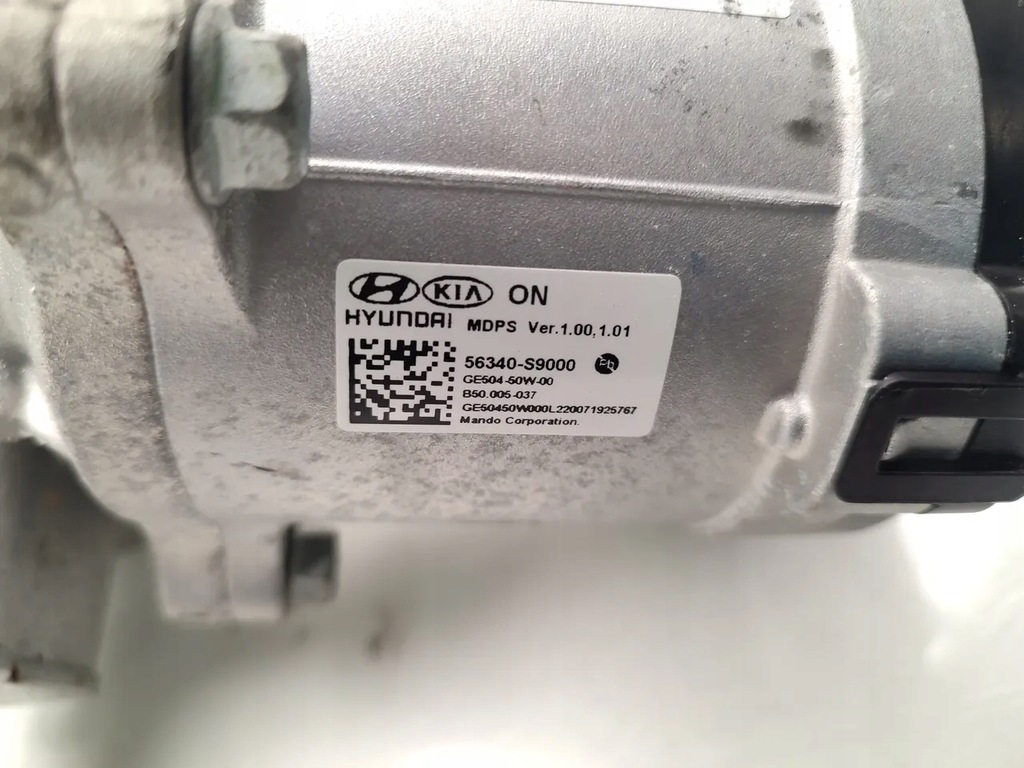 KIA ON
HYUNDAI MDPS Ver.1.00,1.01
56340-S9000 Pb
GE504-50W-00
B50.005-037
GE50450W000L220071925767
Mando Corporation.